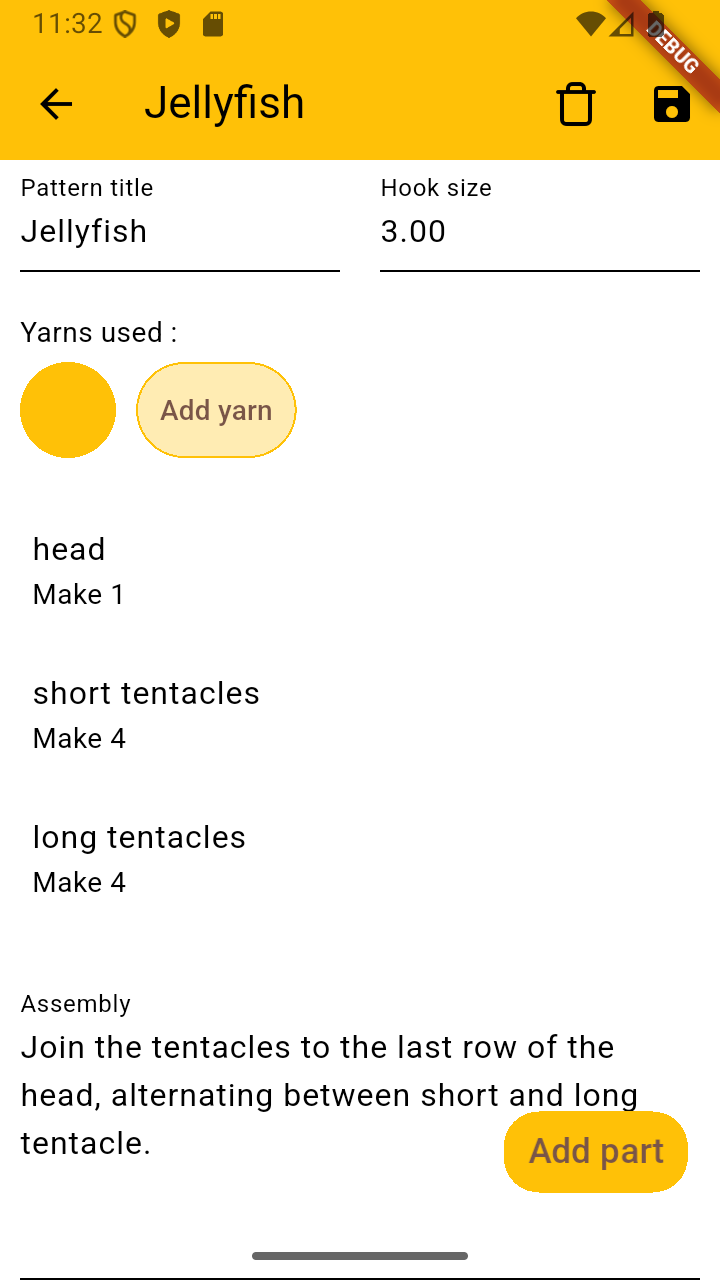 11:32
DEBUG
Jellyfish
Pattern title
Hook size
Jellyfish
3.00
Yarns used :
Add yarn
head
Make 1
short tentacles
Make 4
long tentacles
Make 4
Assembly
Join the tentacles to the last row of the
head, alternating between short and long
tentacle.
Add part